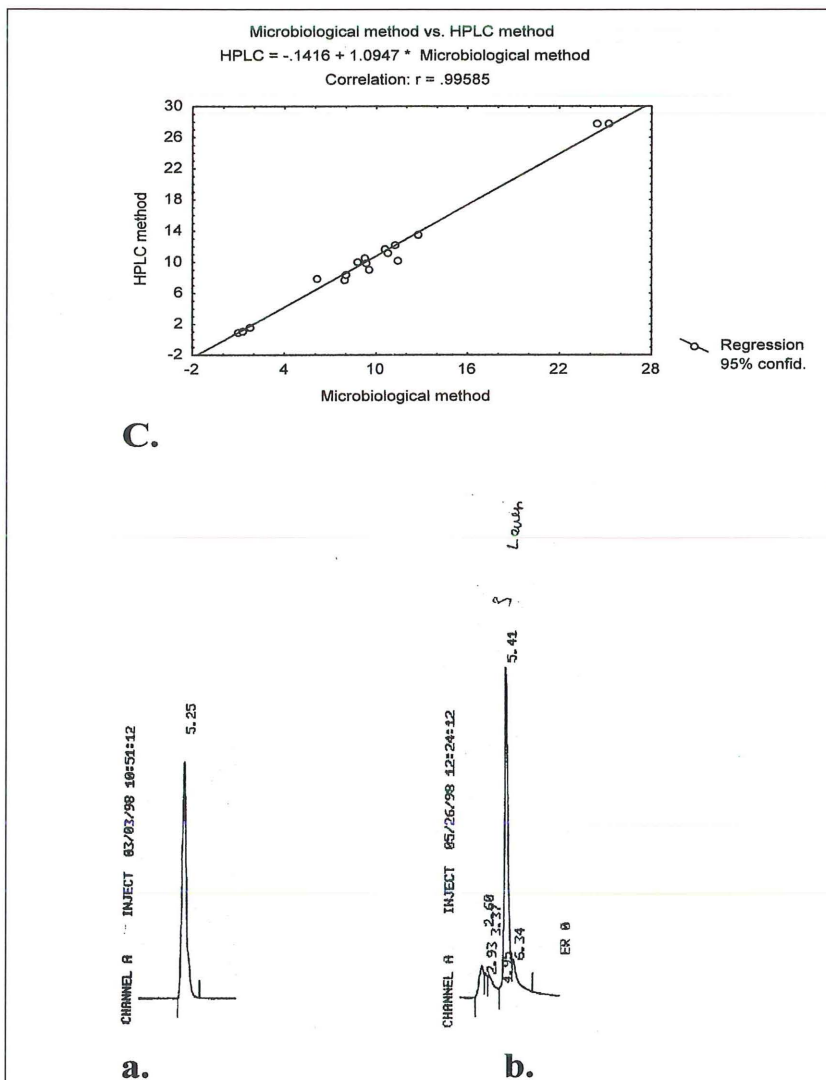 Microbiological method vs. HPLC method
HPLC = -.1416 + 1.0947 * Microbiological method
Correlation: r = .99585
30
26
22
18
14
10
6
2
-2
HPLC method
-2 4 10 16 22 28
Microbiological method
Regression
95% confid.
C.
5.25
CHANNEL A INJECT 03/03/98 10:51:12
a.
5.41
CHANNEL A INJECT 05/26/98 12:24:12
2.60
3.37
2.93
4.95
6.34
ER 0
b.